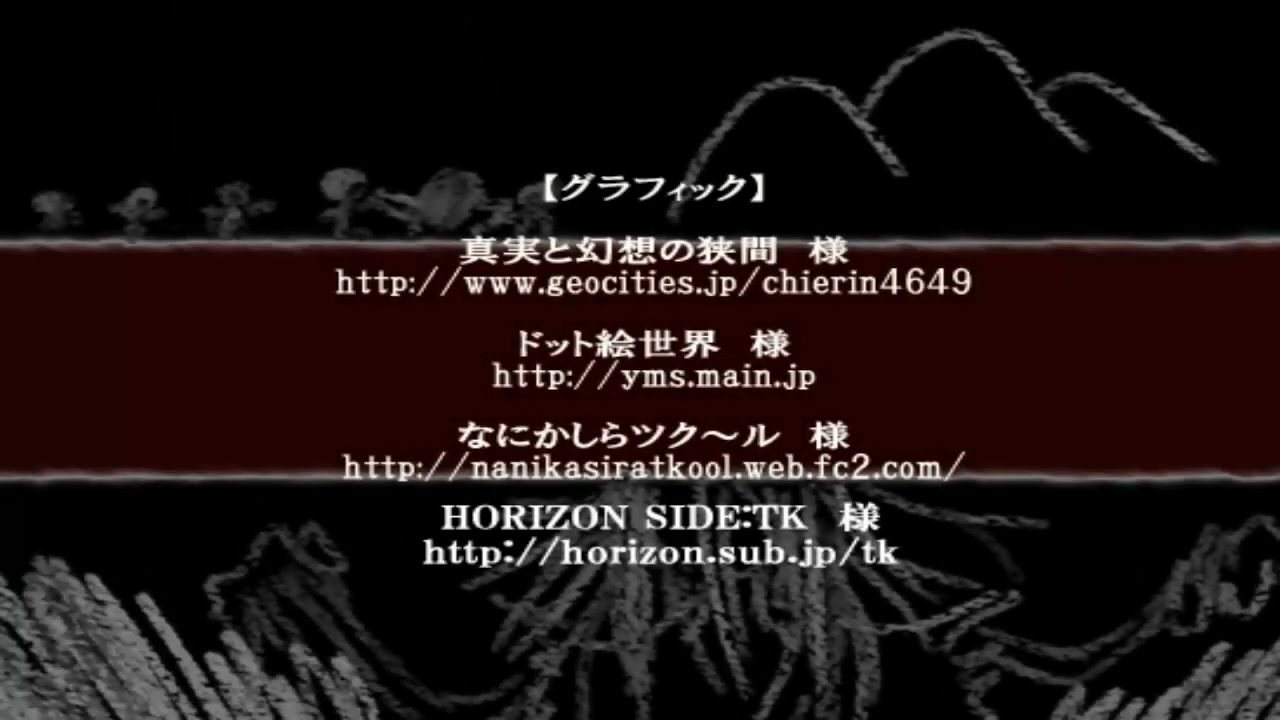 【グラフィック】
真実と幻想の狭間 様
http://www.geocities.jp/chierin4649
ドット絵世界 様
http://yms.main.jp
なにかしらツク～ル 様
http://nanikasiratkool.web.fc2.com/
HORIZON SIDE:TK 様
http://horizon.sub.jp/tk